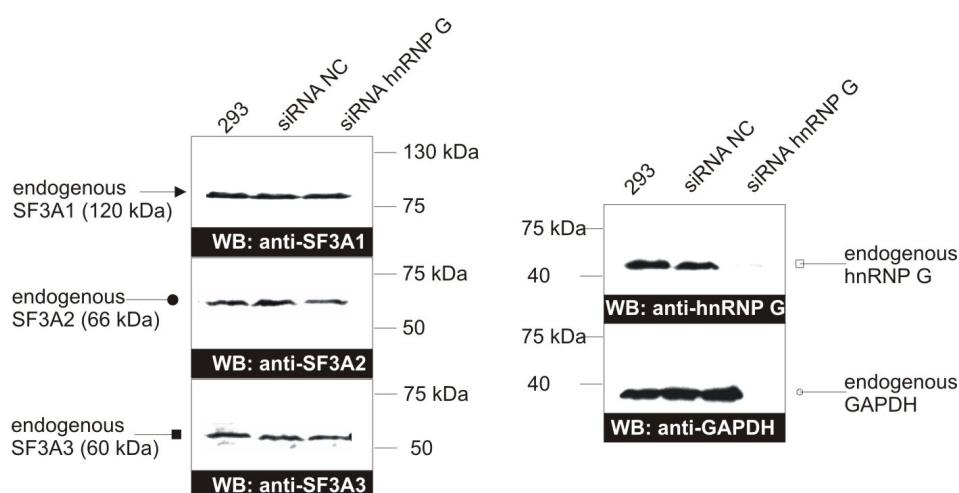 293
siRNA NC
siRNA hnRNP G
130 kDa
endogenous
SF3A1 (120 kDa)
75
WB: anti-SF3A1
75 kDa
endogenous
SF3A2 (66 kDa)
50
WB: anti-SF3A2
75 kDa
endogenous
SF3A3 (60 kDa)
50
WB: anti-SF3A3
293
siRNA NC
siRNA hnRNP G
75 kDa
endogenous
hnRNP G
40
WB: anti-hnRNP G
75 kDa
40
endogenous
GAPDH
WB: anti-GAPDH